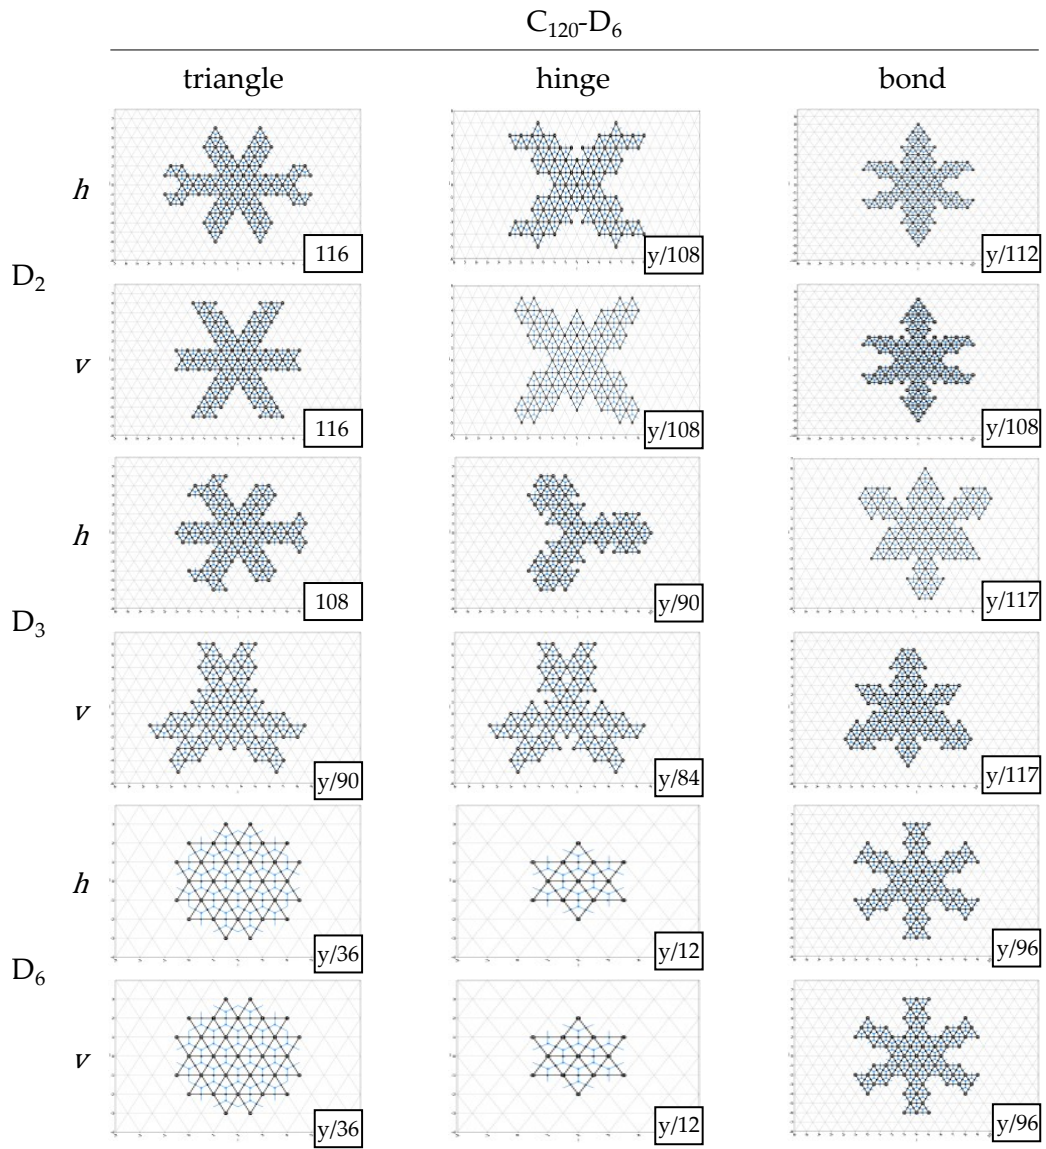 C₁₂₀-D₆
triangle hinge bond
h
116 y/108 y/112
D₂
v
116 y/108 y/108
h
108 y/90 y/117
D₃
v
y/90 y/84 y/117
h
y/36 y/12 y/96
D₆
v
y/36 y/12 y/96